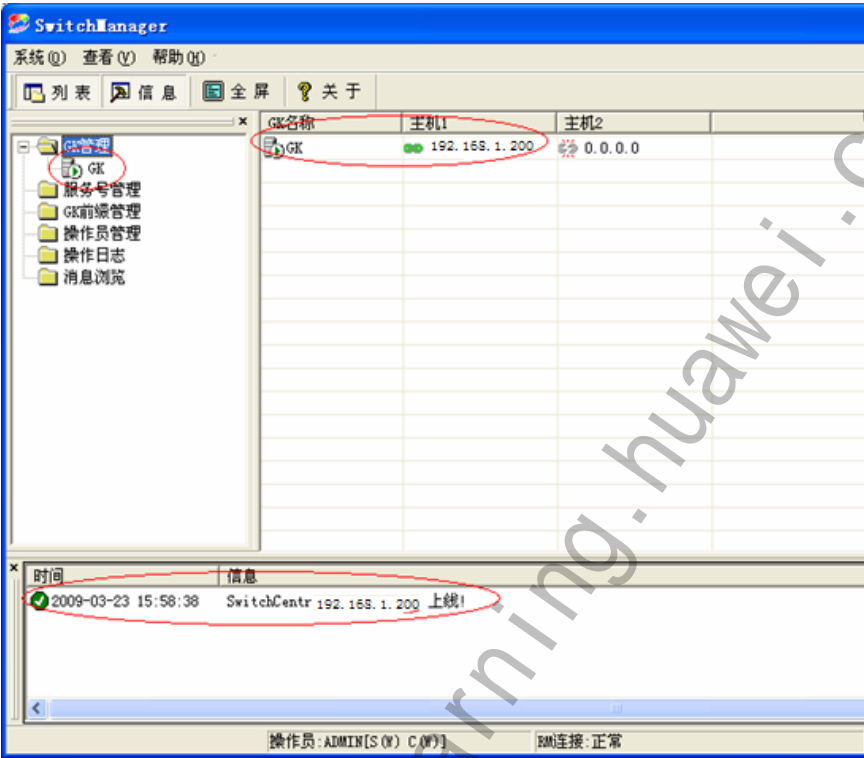 SwitchManager
系统(O) 查看(V) 帮助(H)
列表 信息 全屏 关于
GK名称 主机1 主机2
GK管理
GK 192.168.1.200 0.0.0.0
GK
服务号管理
GK前缀管理
操作员管理
操作日志
消息浏览
时间 信息
2009-03-23 15:58:38 SwitchCentr 192.168.1.200 上线!
操作员:ADMIN[S(W) C(W)] RM连接:正常
arning.huawei.c